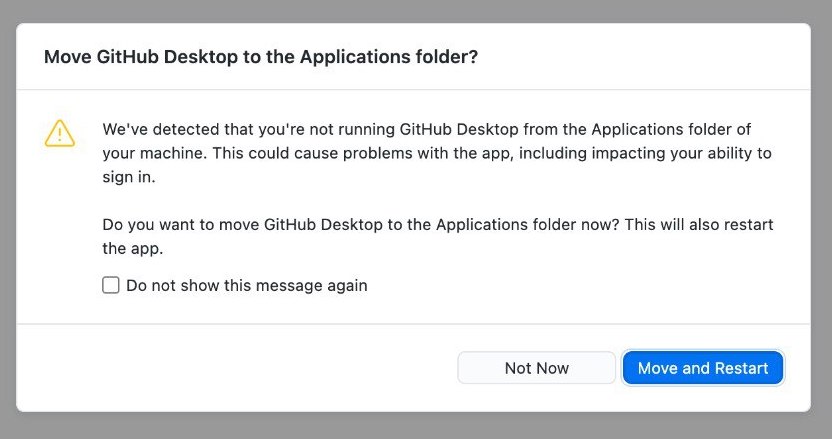 Move GitHub Desktop to the Applications folder?
We've detected that you're not running GitHub Desktop from the Applications folder of
your machine. This could cause problems with the app, including impacting your ability to
sign in.
Do you want to move GitHub Desktop to the Applications folder now? This will also restart
the app.
Do not show this message again
Not Now
Move and Restart